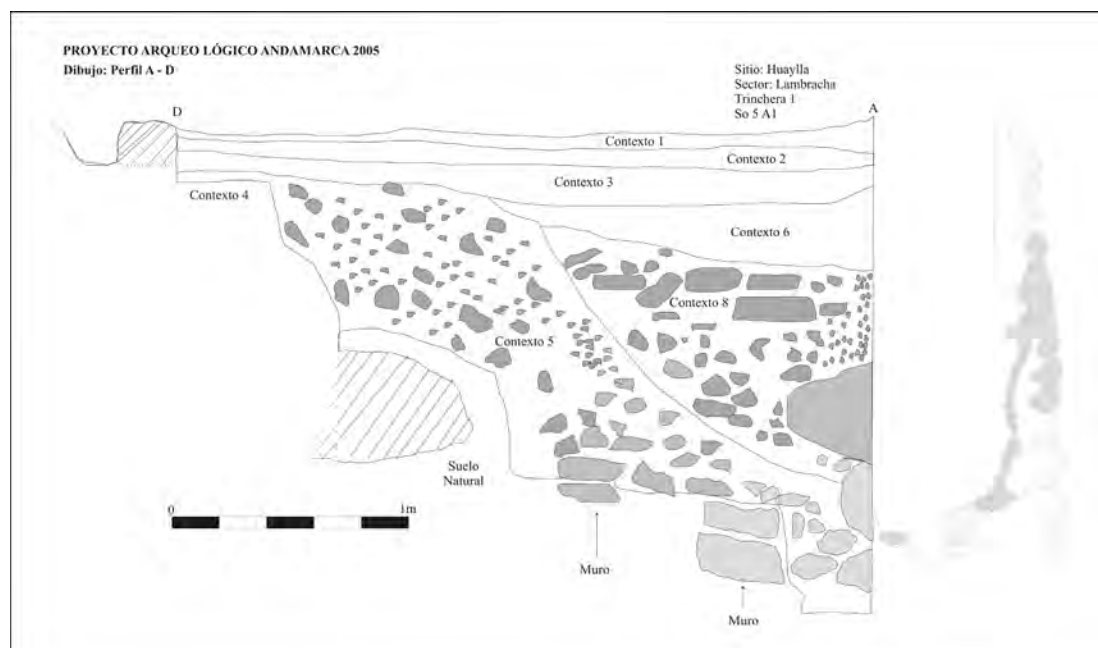 PROYECTO ARQUEO LÓGICO ANDAMARCA 2005
Dibujo: Perfil A - D
Sitio: Huaylla
Sector: Lambracha
Trinchera 1
So 5 A1
D
A
Contexto 1
Contexto 2
Contexto 3
Contexto 4
Contexto 6
Contexto 8
Contexto 5
Suelo
Natural
0
1m
Muro
Muro